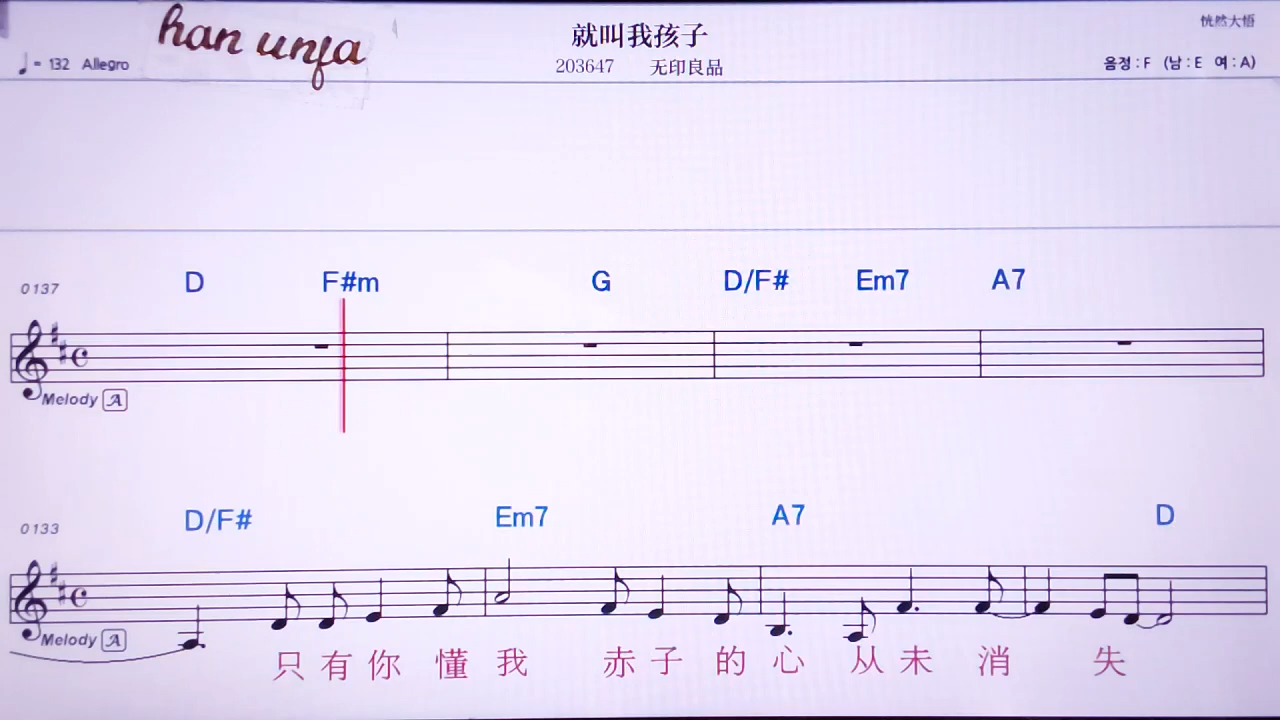 han unja
就叫我孩子
恍然大悟
♩= 132 Allegro
203647 无印良品
음정 : F (남 : E 여 : A)
0137 D F#m G D/F# Em7 A7
Melody A
0133 D/F# Em7 A7 D
Melody A
只有你懂我 赤子的心从未消失